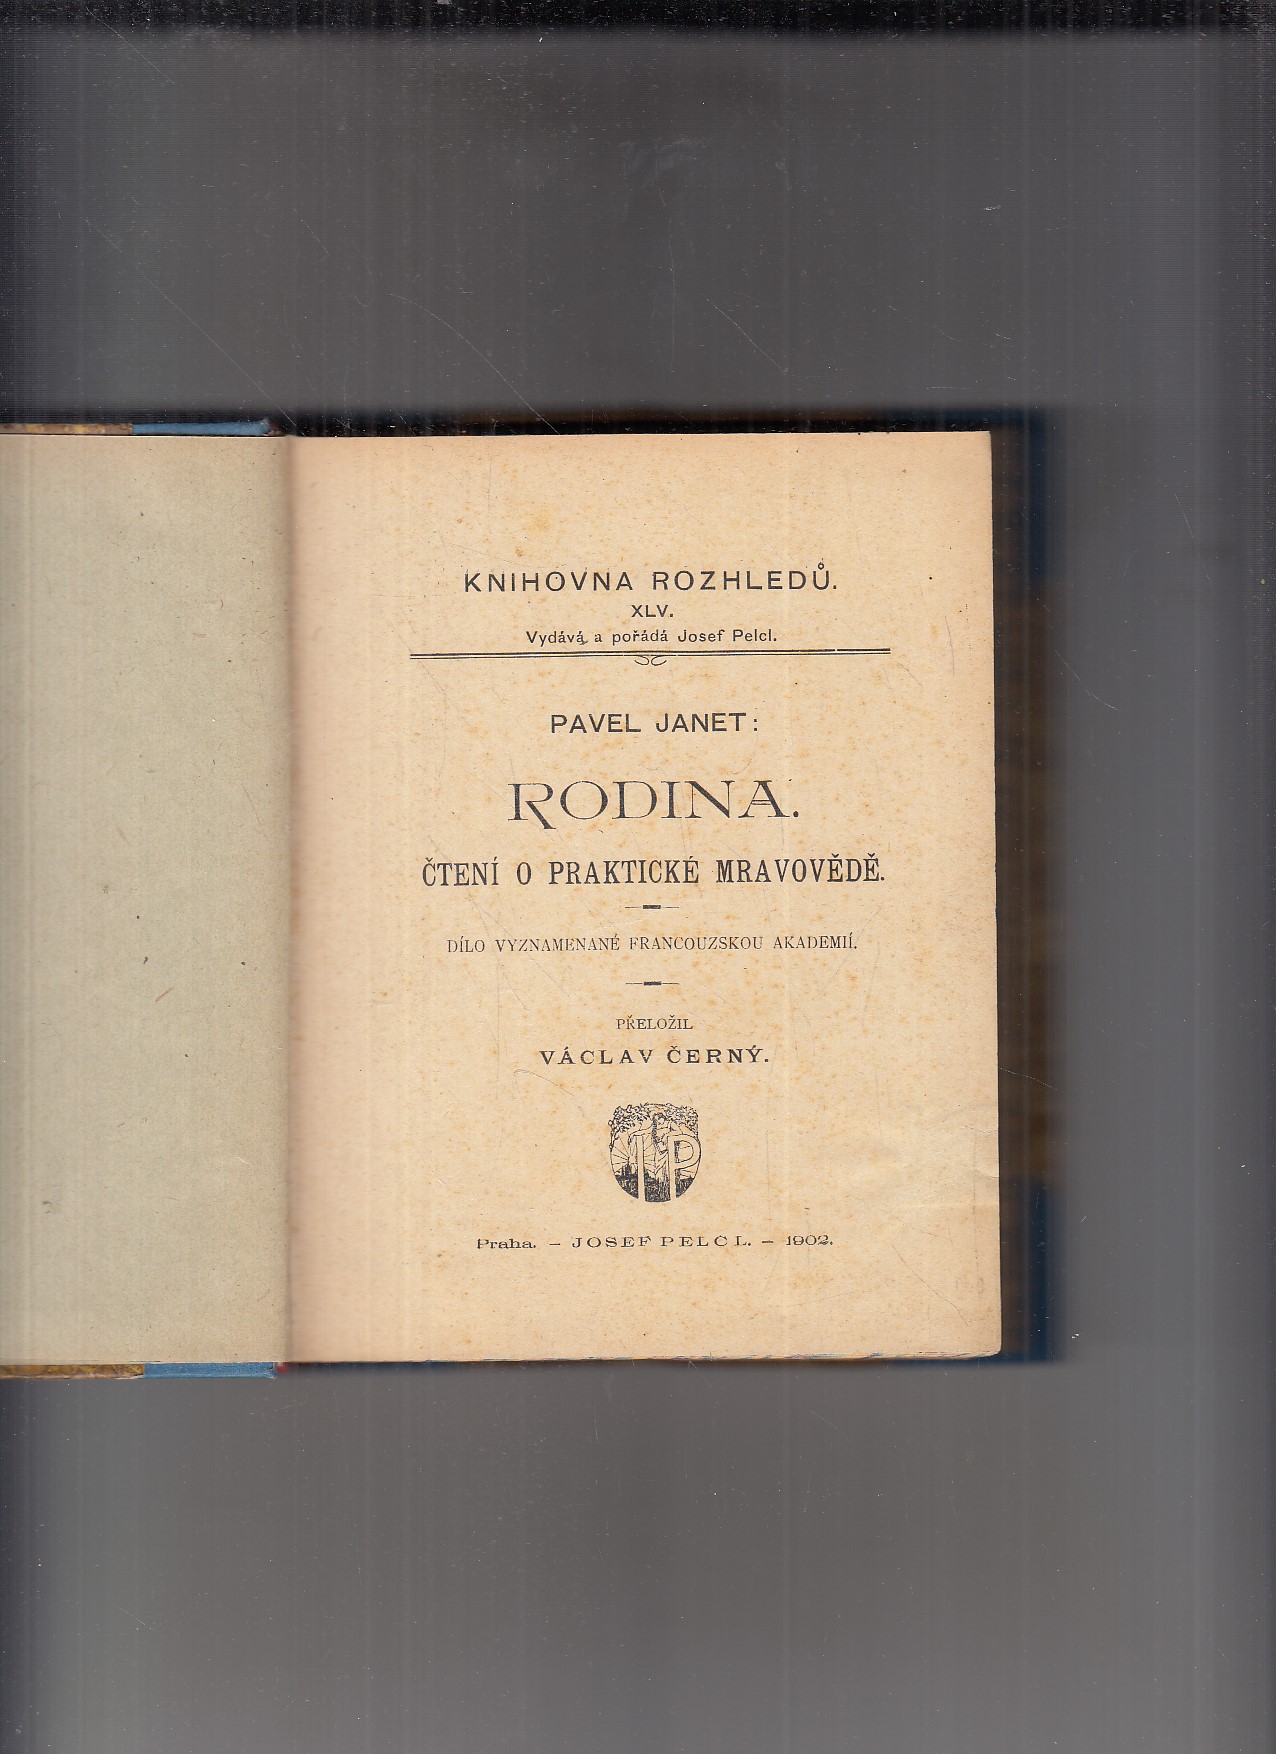 KNIHOVNA ROZHLEDŮ.
XLV.
Vydává a pořádá Josef Pelcl.
PAVEL JANET:
RODINA.
ČTENÍ O PRAKTICKÉ MRAVOVĚDĚ.
DÍLO VYZNAMENANÉ FRANCOUZSKOU AKADEMIÍ.
PŘELOŽIL
VÁCLAV ČERNÝ.
IP
Praha. — JOSEF PELCL. — 1902.